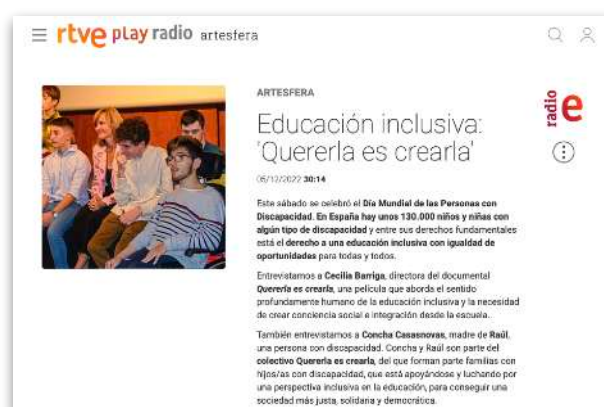 rtve play radio artesfera
ARTESFERA
Educación inclusiva:
'Quererla es crearla'
radio e
05/12/2022 30:14
Este sábado se celebró el Día Mundial de las Personas con
Discapacidad. En España hay unos 130.000 niños y niñas con
algún tipo de discapacidad y entre sus derechos fundamentales
está el derecho a una educación inclusiva con igualdad de
oportunidades para todas y todos.
Entrevistamos a Cecilia Barriga, directora del documental
Quererla es crearla, una película que aborda el sentido
profundamente humano de la educación inclusiva y la necesidad
de crear conciencia social e integración desde la escuela.
También entrevistamos a Concha Casasnovas, madre de Raúl,
una persona con discapacidad. Concha y Raúl son parte del
colectivo Quererla es crearla, del que forman parte familias con
hijos/as con discapacidad, que está apoyándose y luchando por
una perspectiva inclusiva en la educación, para conseguir una
sociedad más justa, solidaria y democrática.